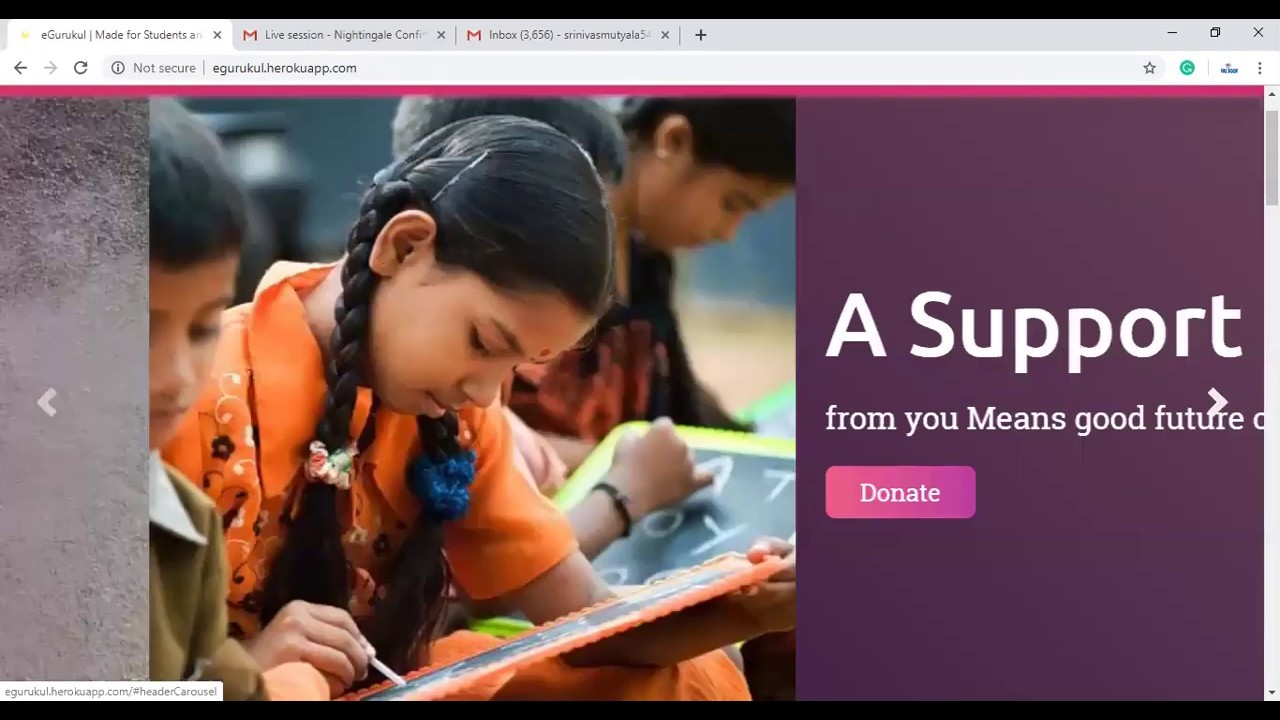 eGurukul | Made for Students an
Live session - Nightingale Confi
Inbox (3,656) - srinivasmutyala54
Not secure
egurukul.herokuapp.com
A Support
from you Means good future o
Donate
egurukul.herokuapp.com/#headerCarousel